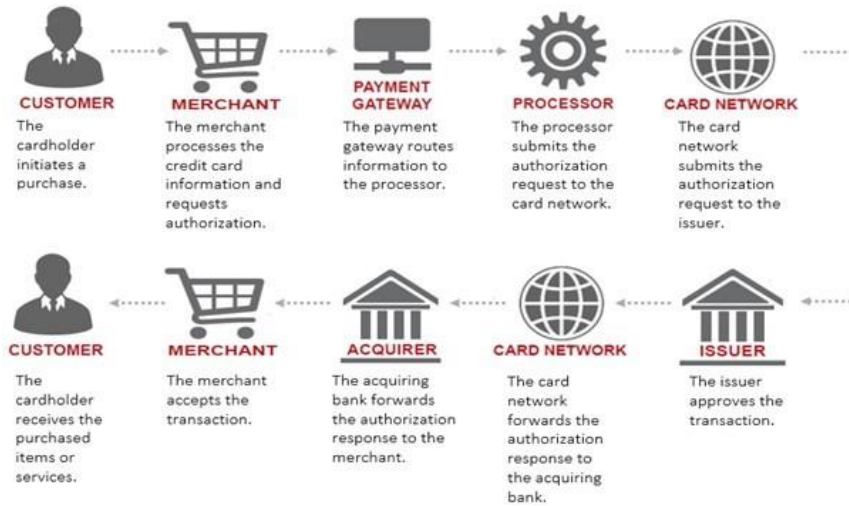 CUSTOMER
The
cardholder
initiates a
purchase.
MERCHANT
The merchant
processes the
credit card
information and
requests
authorization.
PAYMENT
GATEWAY
The payment
gateway routes
information to
the processor.
PROCESSOR
The processor
submits the
authorization
request to the
card network.
CARD NETWORK
The card
network
submits the
authorization
request to the
issuer.
CUSTOMER
The
cardholder
receives the
purchased
items or
services.
MERCHANT
The merchant
accepts the
transaction.
ACQUIRER
The acquiring
bank forwards
the authorization
response to the
merchant.
CARD NETWORK
The card
network
forwards the
authorization
response to
the acquiring
bank.
ISSUER
The issuer
approves the
transaction.